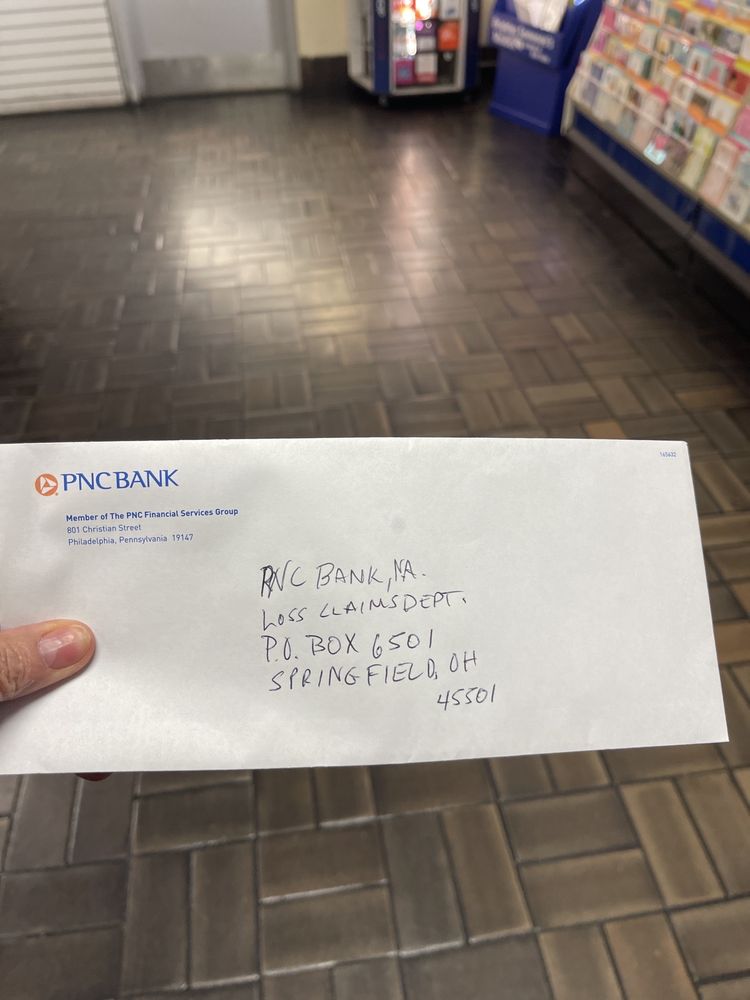 PNCBANK
165632
Member of The PNC Financial Services Group
801 Christian Street
Philadelphia, Pennsylvania 19147
PNC BANK, NA.
LOSS CLAIMS DEPT.
P.O. BOX 6501
SPRINGFIELD, OH
45501